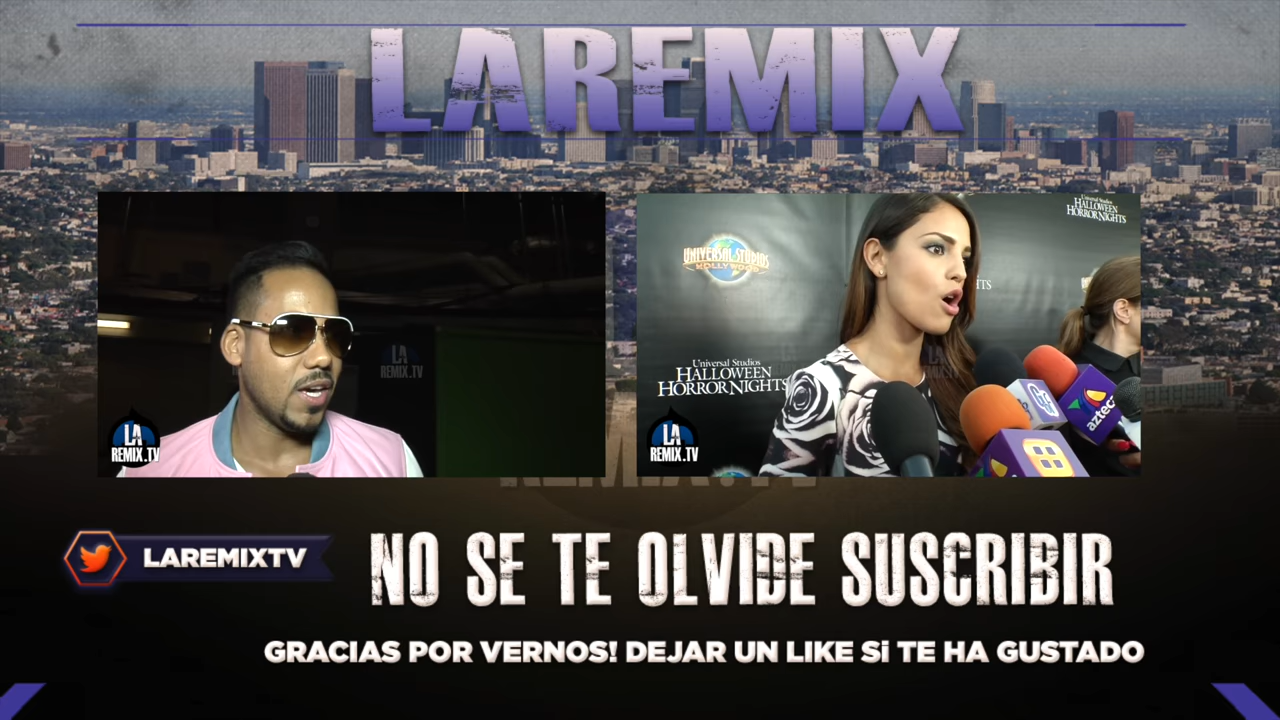 LAREMIX
Universal Studios
HALLOWEEN
HORROR NIGHTS
UNIVERSAL STUDIOS
HOLLYWOOD
Universal Studios
HALLOWEEN
HORROR NIGHTS
LA
REMIX.TV
LA
REMIX.TV
azteca
LA
REMIX.TV
LA
REMIX.TV
LAREMIXTV
NO SE TE OLVIDE SUSCRIBIR
GRACIAS POR VERNOS! DEJAR UN LIKE Si TE HA GUSTADO